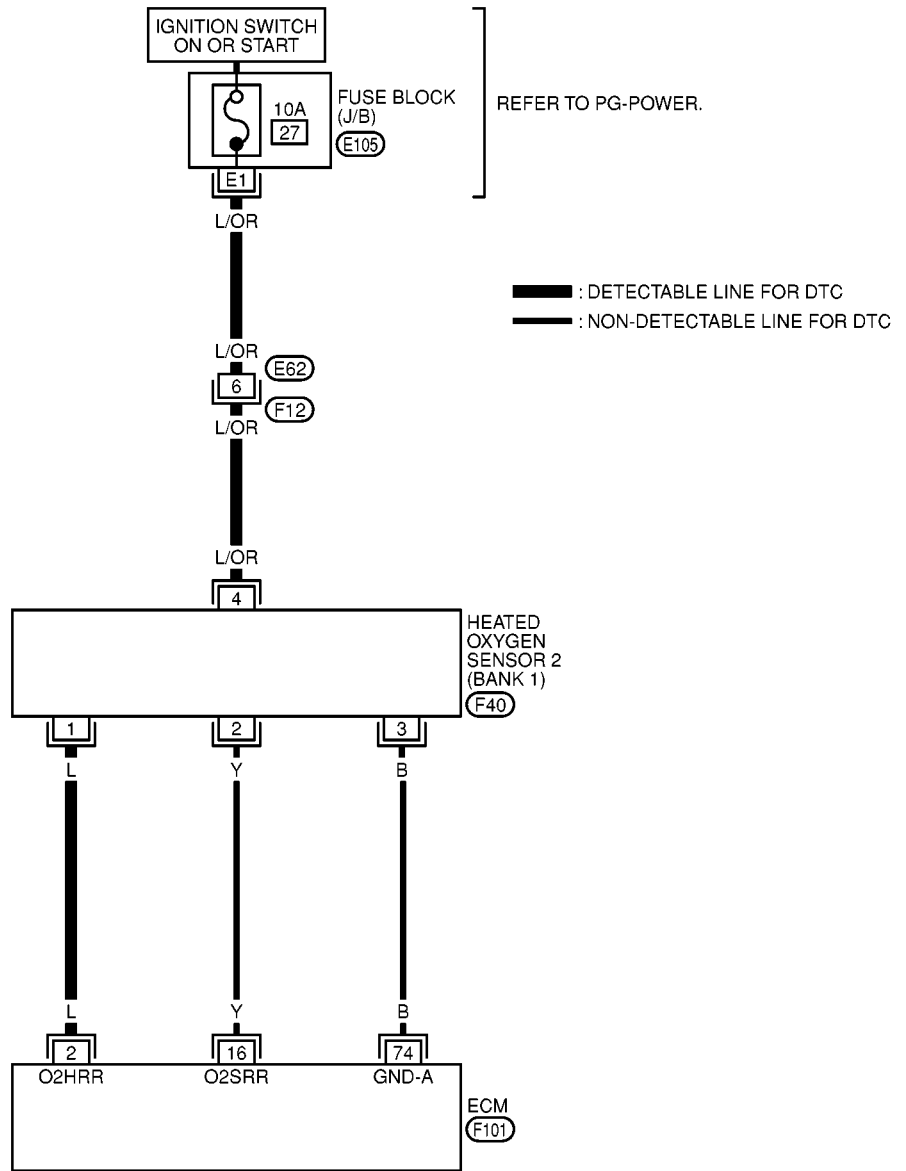 IGNITION SWITCH
ON OR START
FUSE BLOCK
(J/B)
E105
10A
27
REFER TO PG-POWER.
E1
L/OR
: DETECTABLE LINE FOR DTC
: NON-DETECTABLE LINE FOR DTC
L/OR
E62
6
F12
L/OR
L/OR
4
HEATED
OXYGEN
SENSOR 2
(BANK 1)
F40
1 2 3
L Y B
L Y B
2 16 74
O2HRR O2SRR GND-A
ECM
F101